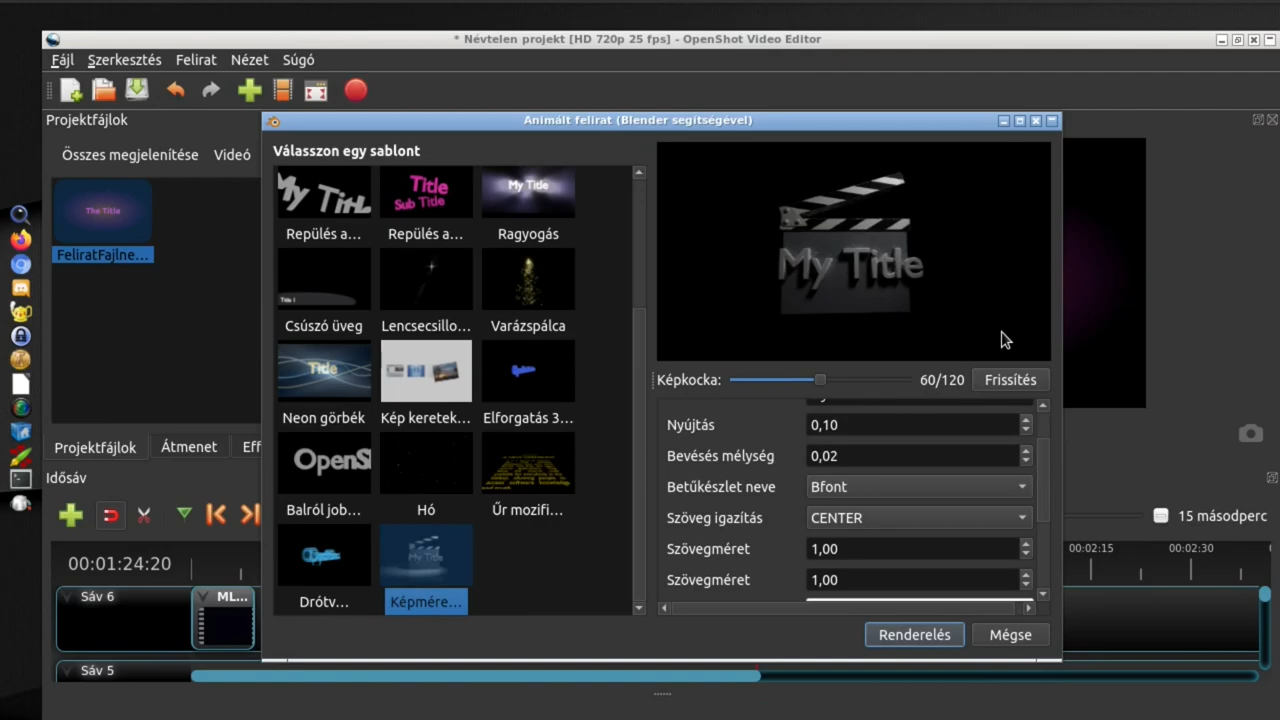 * Névtelen projekt [HD 720p 25 fps] - OpenShot Video Editor
Fájl Szerkesztés Felirat Nézet Súgó
Projektfájlok
Animált felirat (Blender segítségével)
Összes megjelenítése Videó
The Title
FeliratFajlne...
Projektfájlok Átmenet Eff
Válasszon egy sablont
My Titl
Title
Sub Title
My Title
Repülés a... Repülés a... Ragyogás
Title 1
Csúszó üveg Lencsecsillo... Varázspálca
Title
Neon görbék Kép keretek... Elforgatás 3...
OpenS
Balról job... Hó Űr mozifi...
My Title
Drótv... Képmére...
My Title
Képkocka: 60/120 Frissítés
Nyújtás 0,10
Bevésés mélység 0,02
Betűkészlet neve Bfont
Szöveg igazítás CENTER
Szövegméret 1,00
Szövegméret 1,00
Renderelés Mégse
Idősáv
15 másodperc
00:01:24:20
00:02:15 00:02:30
Sáv 6 ML...
Sáv 5